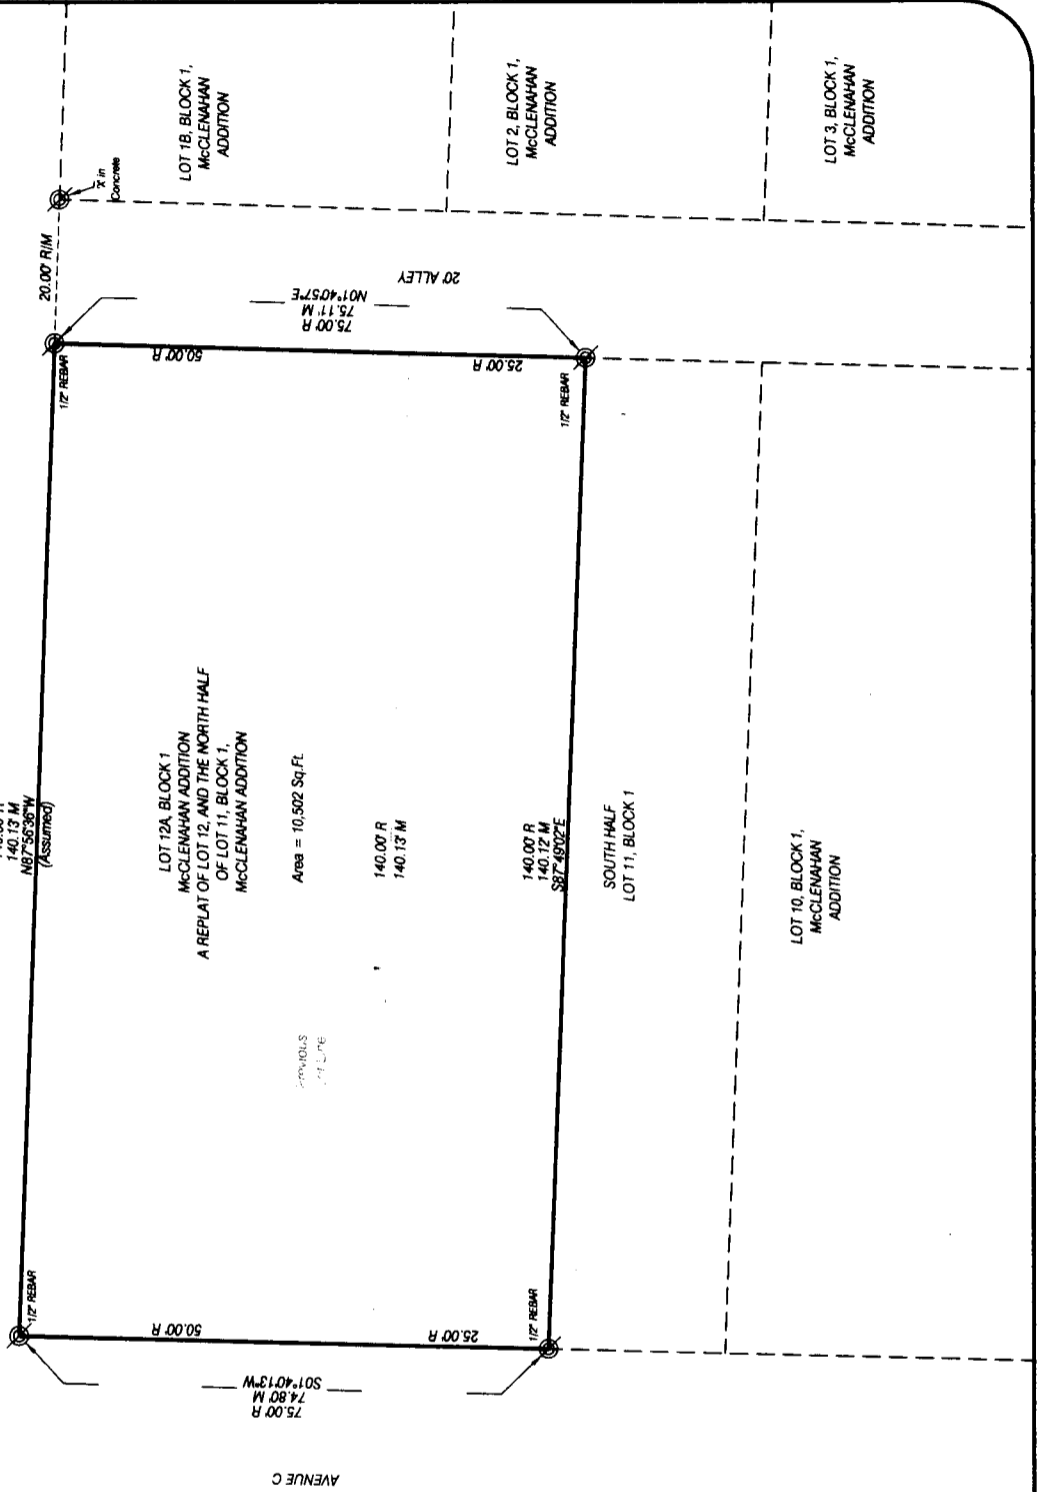 LOT 1B, BLOCK 1,
McCLENAHAN
ADDITION
LOT 2, BLOCK 1,
McCLENAHAN
ADDITION
LOT 3, BLOCK 1,
McCLENAHAN
ADDITION
'X' in
Concrete
20.00' R/M
20' ALLEY
N01°40'57"E
75.11' M
75.00' R
50.00' R
25.00' R
1/2" REBAR
1/2" REBAR
140.13' M
N87°56'36"W
(Assumed)
LOT 12A, BLOCK 1
McCLENAHAN ADDITION
A REPLAT OF LOT 12, AND THE NORTH HALF
OF LOT 11, BLOCK 1,
McCLENAHAN ADDITION
Area = 10,502 Sq.Ft.
140.00' R
140.13' M
140.00' R
140.12' M
S87°49'02"E
SOUTH HALF
LOT 11, BLOCK 1
LOT 10, BLOCK 1,
McCLENAHAN
ADDITION
Line
1/2" REBAR
1/2" REBAR
50.00' R
25.00' R
S01°40'13"W
74.80' M
75.00' R
AVENUE C